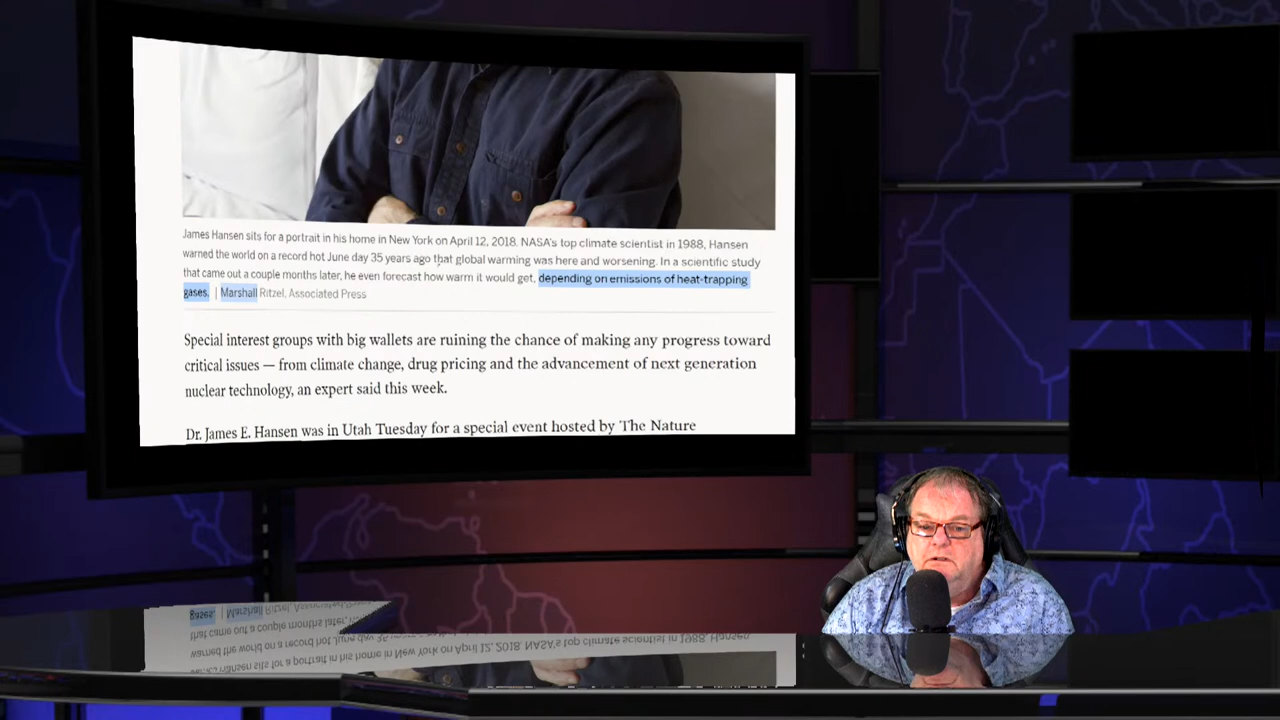 James Hansen sits for a portrait in his home in New York on April 12, 2018. NASA's top climate scientist in 1988, Hansen
warned the world on a record hot June day 35 years ago that global warming was here and worsening. In a scientific study
that came out a couple months later, he even forecast how warm it would get, depending on emissions of heat-trapping
gases. | Marshall Ritzel, Associated Press
Special interest groups with big wallets are ruining the chance of making any progress toward
critical issues — from climate change, drug pricing and the advancement of next generation
nuclear technology, an expert said this week.
Dr. James E. Hansen was in Utah Tuesday for a special event hosted by The Nature